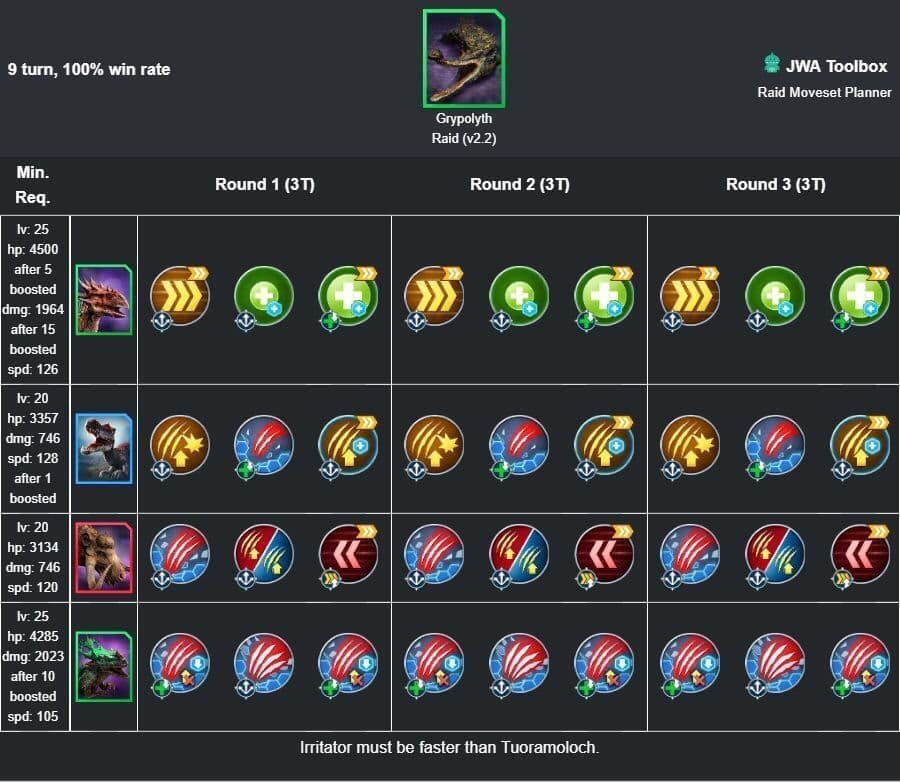 9 turn, 100% win rate
Grypolyth
Raid (v2.2)
JWA Toolbox
Raid Moveset Planner
Min.
Req.
Round 1 (3T)
Round 2 (3T)
Round 3 (3T)
lv: 25
hp: 4500
after 5
boosted
dmg: 1964
after 15
boosted
spd: 126
lv: 20
hp: 3357
dmg: 746
spd: 128
after 1
boosted
lv: 20
hp: 3134
dmg: 746
spd: 120
lv: 25
hp: 4285
dmg: 2023
after 10
boosted
spd: 105
Irritator must be faster than Tuoramoloch.